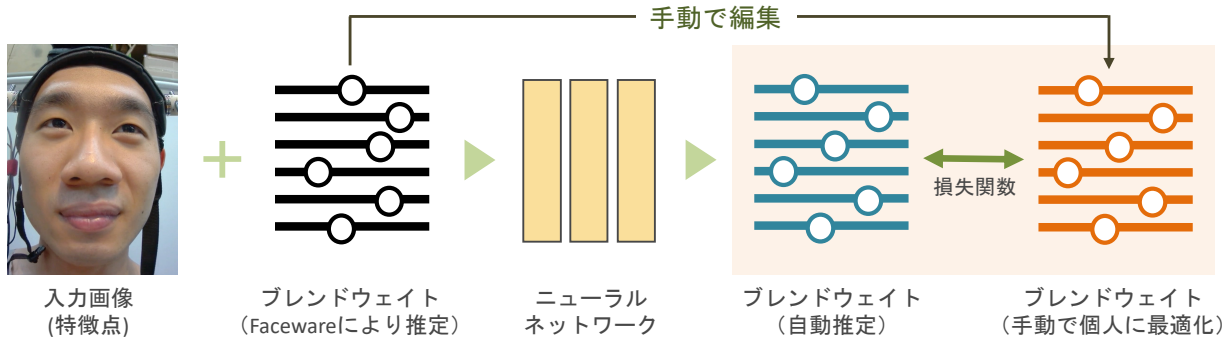 手動で編集
損失関数
入力画像
(特徴点)
ブレンドウェイト
（Facewareにより推定）
ニューラル
ネットワーク
ブレンドウェイト
（自動推定）
ブレンドウェイト
（手動で個人に最適化）